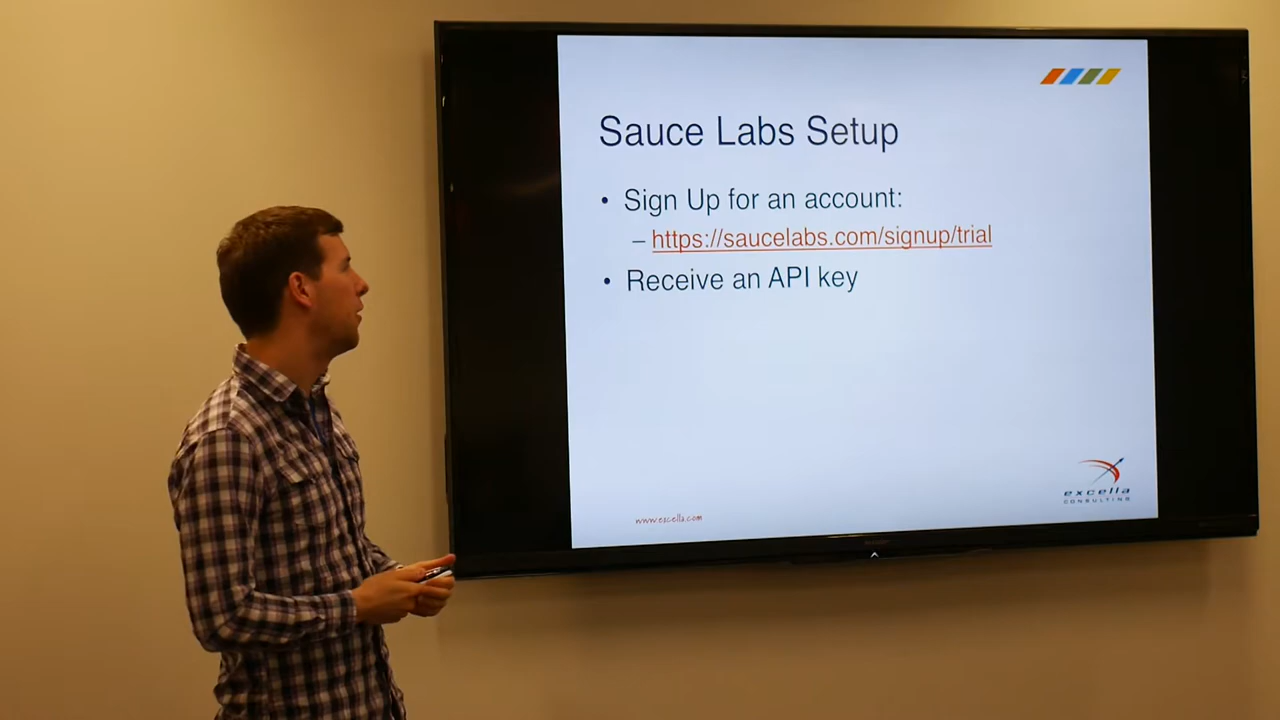 Sauce Labs Setup
• Sign Up for an account:
– https://saucelabs.com/signup/trial
• Receive an API key
excella
CONSULTING
www.excella.com